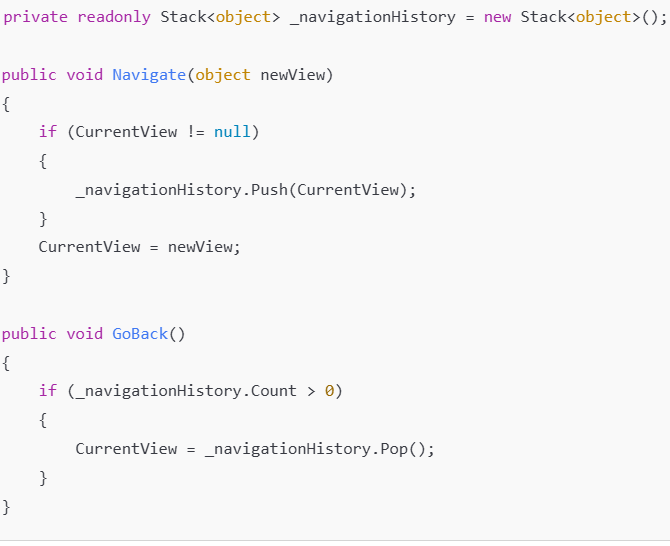 private readonly Stack<object> _navigationHistory = new Stack<object>();
public void Navigate(object newView)
{
    if (CurrentView != null)
    {
        _navigationHistory.Push(CurrentView);
    }
    CurrentView = newView;
}
public void GoBack()
{
    if (_navigationHistory.Count > 0)
    {
        CurrentView = _navigationHistory.Pop();
    }
}